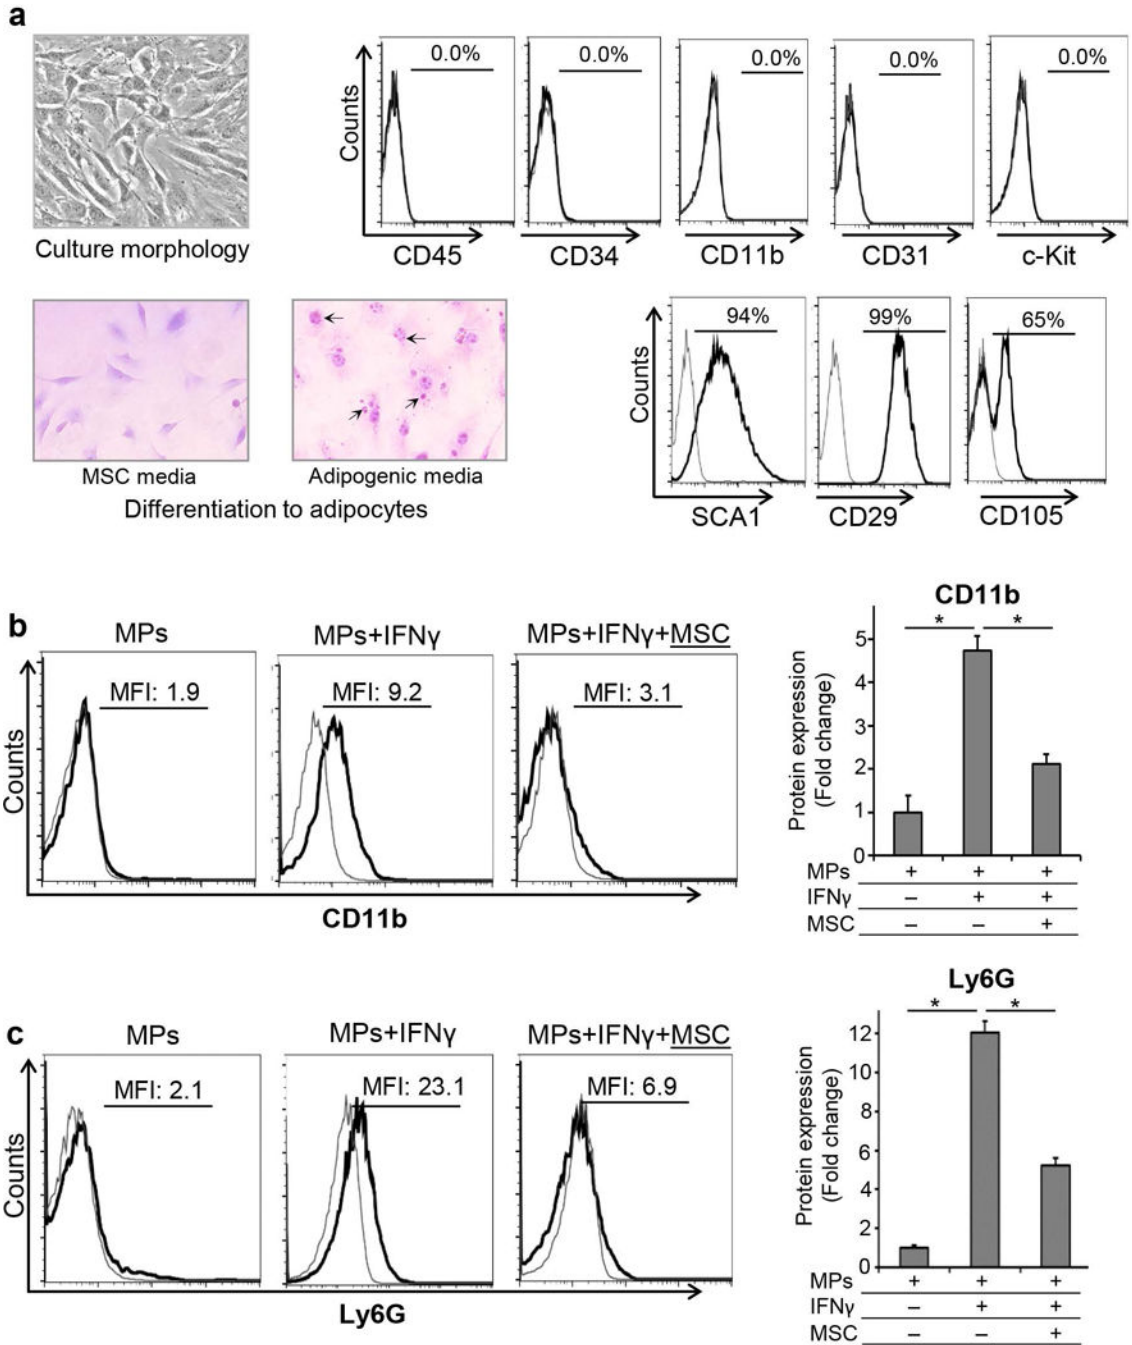 a
0.0% 0.0% 0.0% 0.0% 0.0%
Counts
CD45 CD34 CD11b CD31 c-Kit
Culture morphology
94% 99% 65%
Counts
SCA1 CD29 CD105
MSC media Adipogenic media
Differentiation to adipocytes
b
MPs MPs+IFNγ MPs+IFNγ+MSC
MFI: 1.9 MFI: 9.2 MFI: 3.1
Counts
CD11b
CD11b
* *
Protein expression
(Fold change)
5
4
3
2
1
0
MPs + + +
IFNγ – + +
MSC – – +
c
MPs MPs+IFNγ MPs+IFNγ+MSC
MFI: 2.1 MFI: 23.1 MFI: 6.9
Counts
Ly6G
Ly6G
* *
Protein expression
(Fold change)
12
10
8
6
4
2
0
MPs + + +
IFNγ – + +
MSC – – +